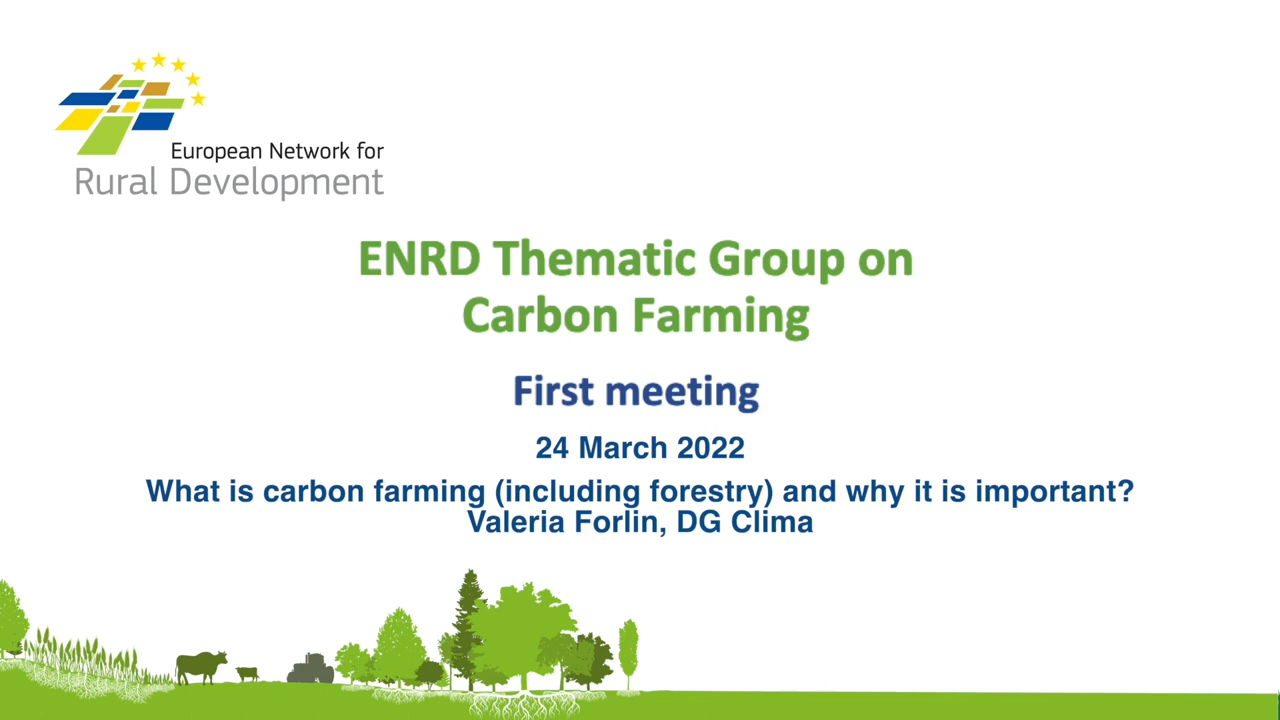 European Network for
Rural Development
ENRD Thematic Group on
Carbon Farming
First meeting
24 March 2022
What is carbon farming (including forestry) and why it is important?
Valeria Forlin, DG Clima